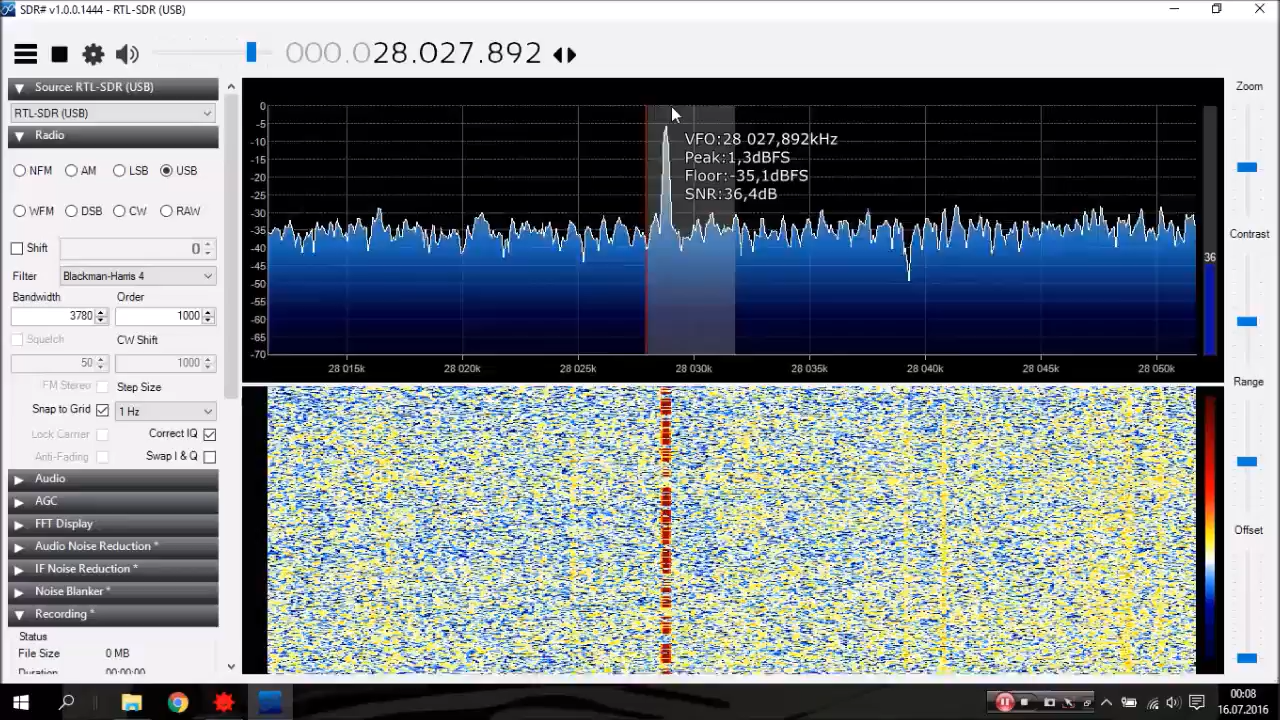 SDR# v1.0.0.1444 - RTL-SDR (USB)
000.028.027.892
Source: RTL-SDR (USB)
RTL-SDR (USB)
Radio
NFM AM LSB USB
WFM DSB CW RAW
Shift 0
Filter Blackman-Harris 4
Bandwidth Order
3780 1000
Squelch CW Shift
50 1000
FM Stereo Step Size
Snap to Grid 1 Hz
Lock Carrier Correct IQ
Anti-Fading Swap I & Q
Audio
AGC
FFT Display
Audio Noise Reduction *
IF Noise Reduction *
Noise Blanker *
Recording *
Status
File Size 0 MB
Duration 00:00:00
0
-5
-10
-15
-20
-25
-30
-35
-40
-45
-50
-55
-60
-65
-70
VFO:28 027,892kHz
Peak:1,3dBFS
Floor:-35,1dBFS
SNR:36,4dB
36
28 015k 28 020k 28 025k 28 030k 28 035k 28 040k 28 045k 28 050k
Zoom
Contrast
Range
Offset
00:08
16.07.2016